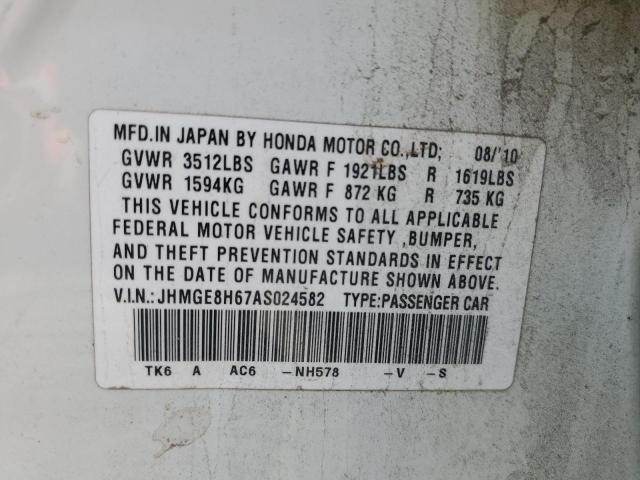 MFD.IN JAPAN BY HONDA MOTOR CO.,LTD; 08/'10
GVWR 3512LBS GAWR F 1921LBS R 1619LBS
GVWR 1594KG GAWR F 872 KG R 735 KG
THIS VEHICLE CONFORMS TO ALL APPLICABLE
FEDERAL MOTOR VEHICLE SAFETY ,BUMPER,
AND THEFT PREVENTION STANDARDS IN EFFECT
ON THE DATE OF MANUFACTURE SHOWN ABOVE.
V.I.N.:JHMGE8H67AS024582 TYPE:PASSENGER CAR
TK6 A AC6 -NH578 -V -S